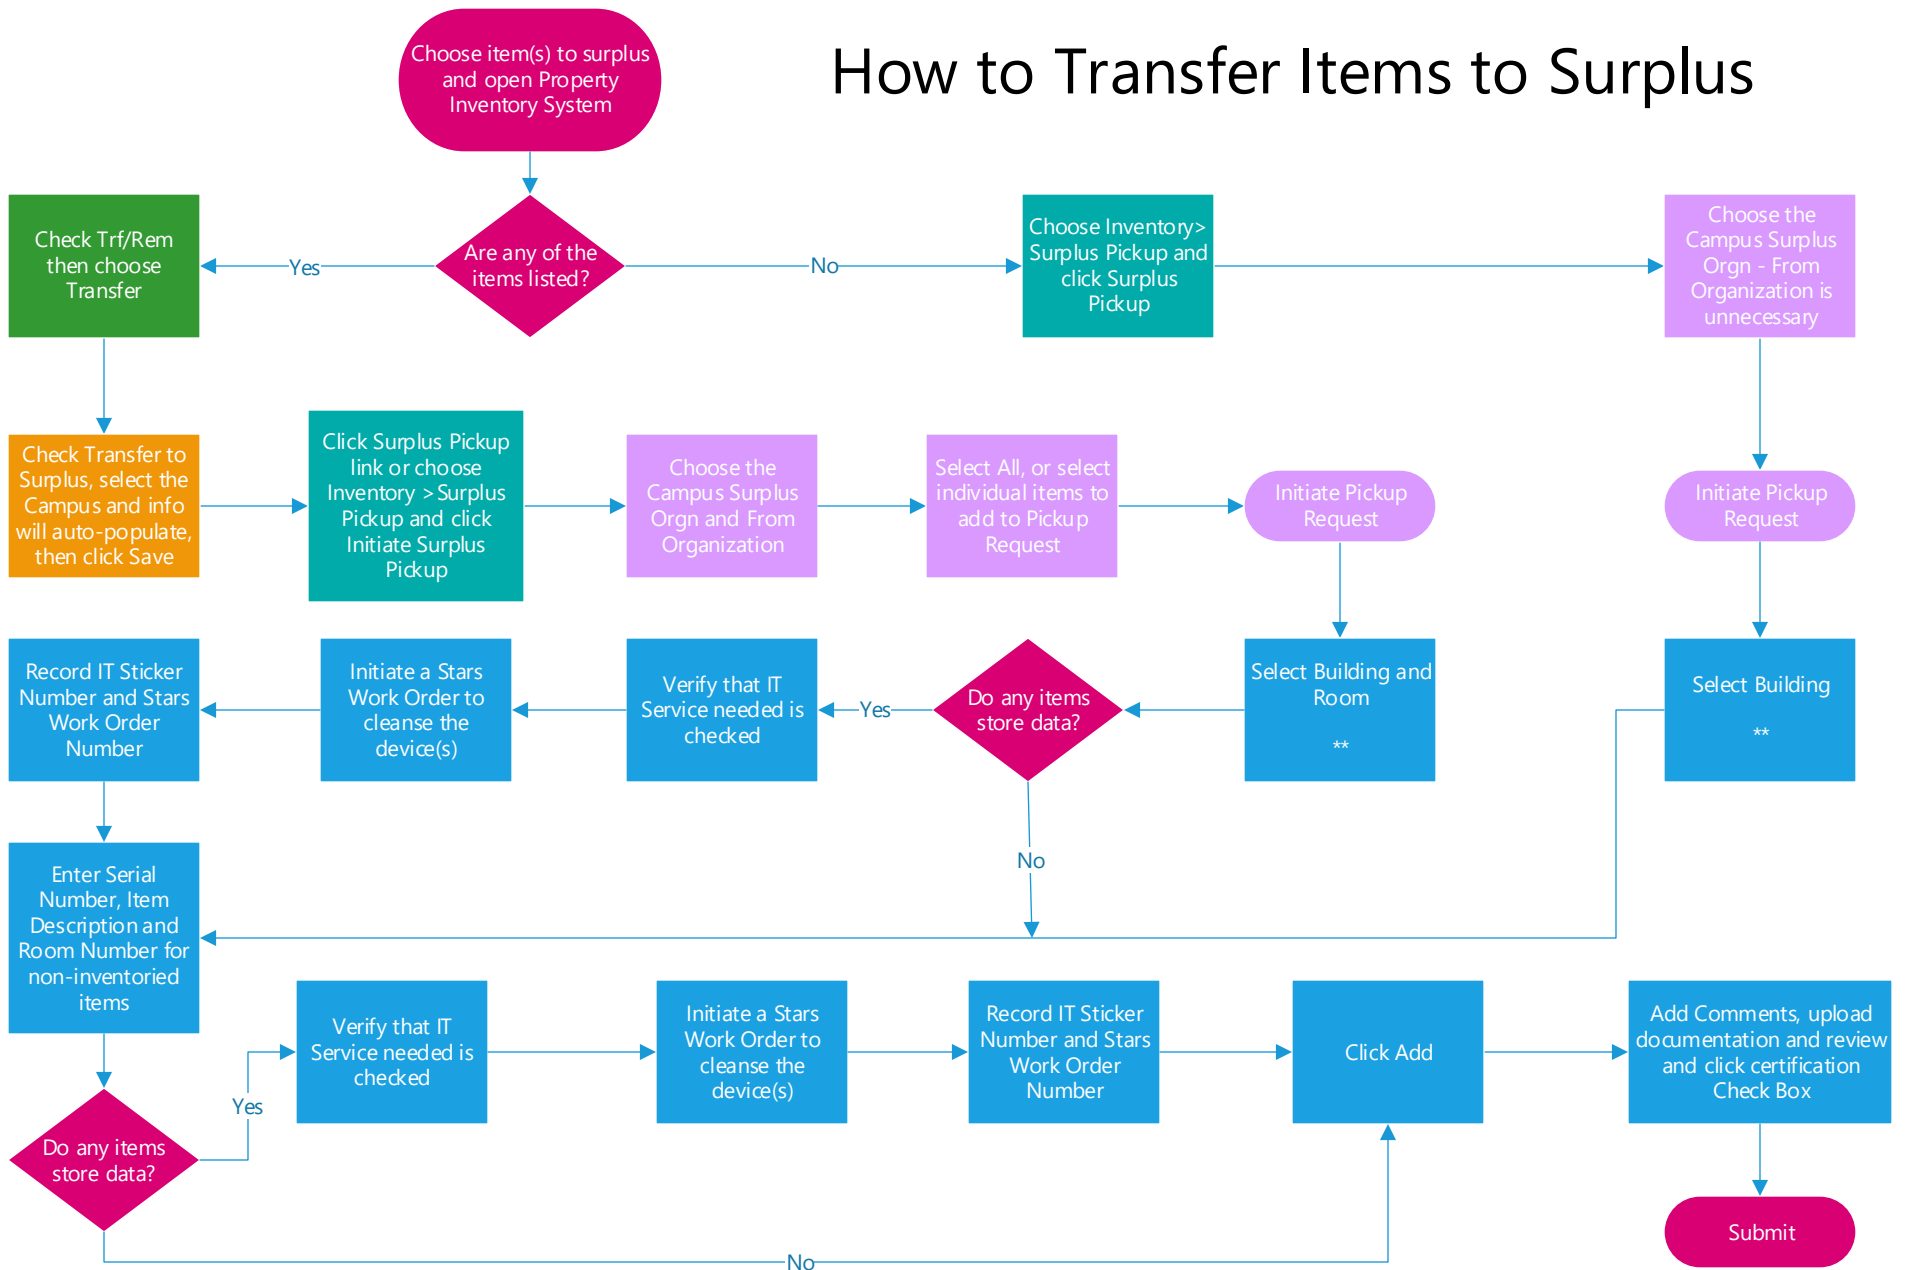 How to Transfer Items to Surplus
Choose item(s) to surplus
and open Property
Inventory System
Check Trf/Rem
then choose
Transfer
Yes
Are any of the
items listed?
No
Choose Inventory>
Surplus Pickup and
click Surplus
Pickup
Choose the
Campus Surplus
Orgn - From
Organization is
unnecessary
Check Transfer to
Surplus, select the
Campus and info
will auto-populate,
then click Save
Click Surplus Pickup
link or choose
Inventory >Surplus
Pickup and click
Initiate Surplus
Pickup
Choose the
Campus Surplus
Orgn and From
Organization
Select All, or select
individual items to
add to Pickup
Request
Initiate Pickup
Request
Initiate Pickup
Request
Record IT Sticker
Number and Stars
Work Order
Number
Initiate a Stars
Work Order to
cleanse the
device(s)
Verify that IT
Service needed is
checked
Yes
Do any items
store data?
Select Building and
Room
**
Select Building
**
No
Enter Serial
Number, Item
Description and
Room Number for
non-inventoried
items
Verify that IT
Service needed is
checked
Initiate a Stars
Work Order to
cleanse the
device(s)
Record IT Sticker
Number and Stars
Work Order
Number
Click Add
Add Comments, upload
documentation and review
and click certification
Check Box
Yes
Do any items
store data?
No
Submit